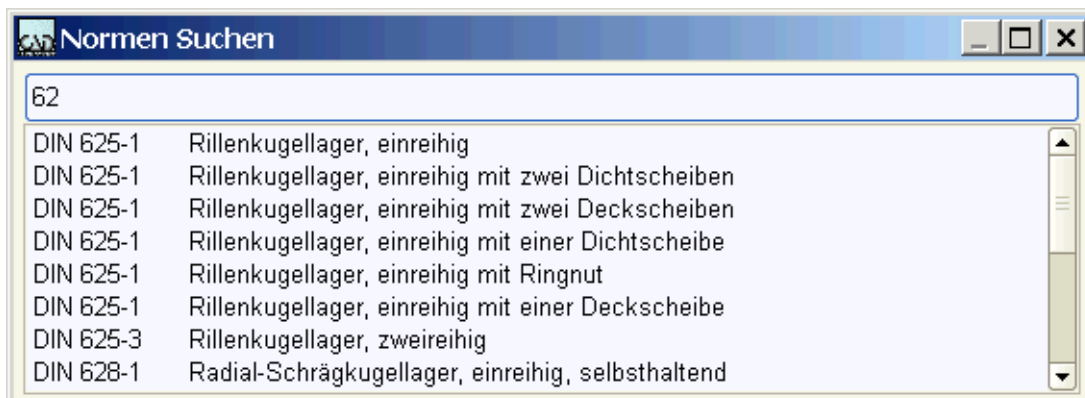 CAD Normen Suchen
62
DIN 625-1 Rillenkugellager, einreihig
DIN 625-1 Rillenkugellager, einreihig mit zwei Dichtscheiben
DIN 625-1 Rillenkugellager, einreihig mit zwei Deckscheiben
DIN 625-1 Rillenkugellager, einreihig mit einer Dichtscheibe
DIN 625-1 Rillenkugellager, einreihig mit Ringnut
DIN 625-1 Rillenkugellager, einreihig mit einer Deckscheibe
DIN 625-3 Rillenkugellager, zweireihig
DIN 628-1 Radial-Schrägkugellager, einreihig, selbsthaltend